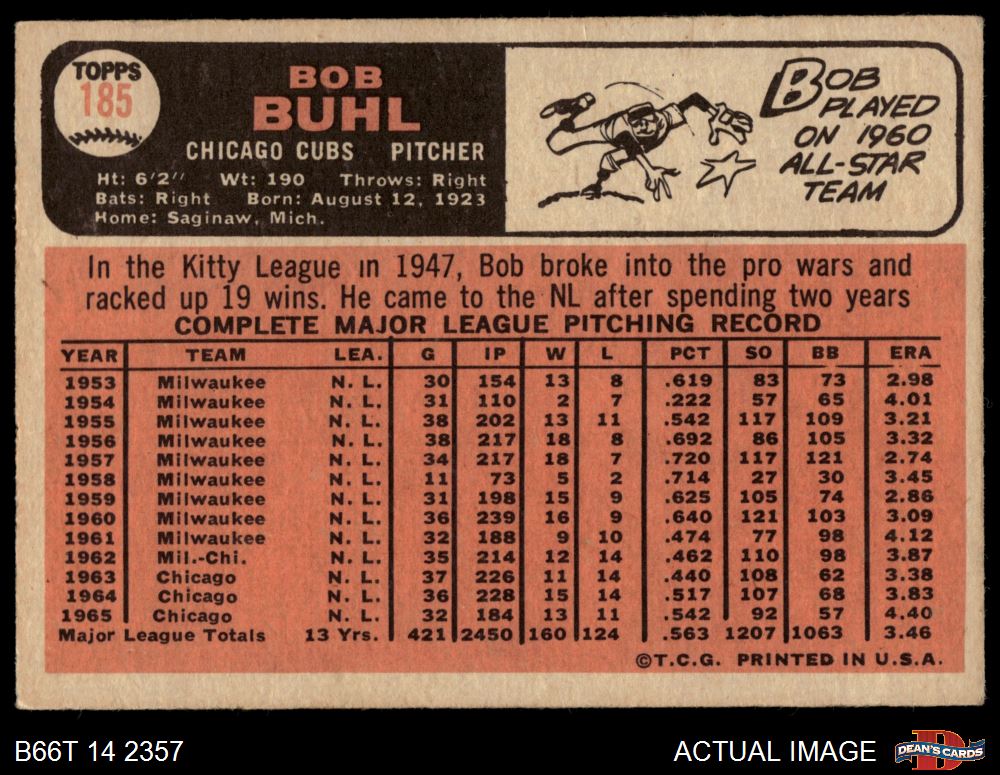 TOPPS
185
BOB
BUHL
CHICAGO CUBS PITCHER
Ht: 6'2" Wt: 190 Throws: Right
Bats: Right Born: August 12, 1923
Home: Saginaw, Mich.
BOB
PLAYED
ON 1960
ALL-STAR
TEAM
In the Kitty League in 1947, Bob broke into the pro wars and
racked up 19 wins. He came to the NL after spending two years
COMPLETE MAJOR LEAGUE PITCHING RECORD
YEAR TEAM LEA. G IP W L PCT SO BB ERA
1953 Milwaukee N. L. 30 154 13 8 .619 83 73 2.98
1954 Milwaukee N. L. 31 110 2 7 .222 57 65 4.01
1955 Milwaukee N. L. 38 202 13 11 .542 117 109 3.21
1956 Milwaukee N. L. 38 217 18 8 .692 86 105 3.32
1957 Milwaukee N. L. 34 217 18 7 .720 117 121 2.74
1958 Milwaukee N. L. 11 73 5 2 .714 27 30 3.45
1959 Milwaukee N. L. 31 198 15 9 .625 105 74 2.86
1960 Milwaukee N. L. 36 239 16 9 .640 121 103 3.09
1961 Milwaukee N. L. 32 188 9 10 .474 77 98 4.12
1962 Mil.-Chi. N. L. 35 214 12 14 .462 110 98 3.87
1963 Chicago N. L. 37 226 11 14 .440 108 62 3.38
1964 Chicago N. L. 36 228 15 14 .517 107 68 3.83
1965 Chicago N. L. 32 184 13 11 .542 92 57 4.40
Major League Totals 13 Yrs. 421 2450 160 124 .563 1207 1063 3.46
©T.C.G. PRINTED IN U.S.A.
B66T 14 2357
ACTUAL IMAGE
D
DEAN'S CARDS